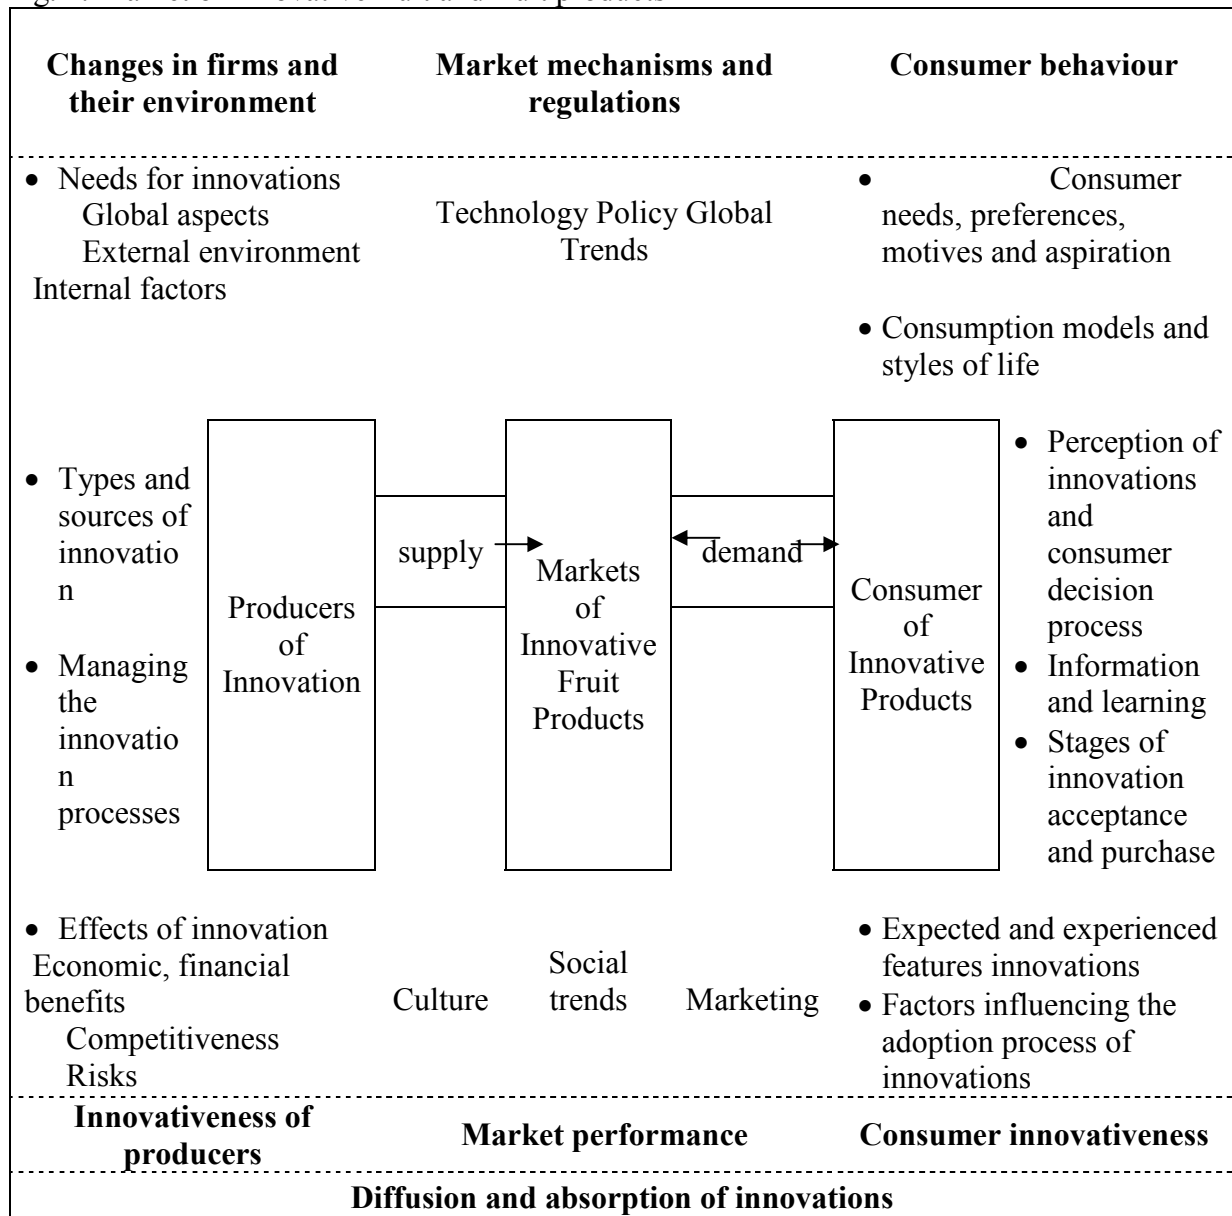 Changes in firms and
their environment
Market mechanisms and
regulations
Consumer behaviour
• Needs for innovations
Global aspects
External environment
Internal factors
Technology Policy Global
Trends
• Consumer
needs, preferences,
motives and aspiration
• Consumption models and
styles of life
• Types and
sources of
innovatio
n
• Managing
the
innovatio
n
processes
Producers
of
Innovation
supply
Markets
of
Innovative
Fruit
Products
demand
Consumer
of
Innovative
Products
• Perception of
innovations
and
consumer
decision
process
• Information
and learning
• Stages of
innovation
acceptance
and purchase
• Effects of innovation
Economic, financial
benefits
Competitiveness
Risks
Culture
Social
trends
Marketing
• Expected and experienced
features innovations
• Factors influencing the
adoption process of
innovations
Innovativeness of
producers
Market performance
Consumer innovativeness
Diffusion and absorption of innovations